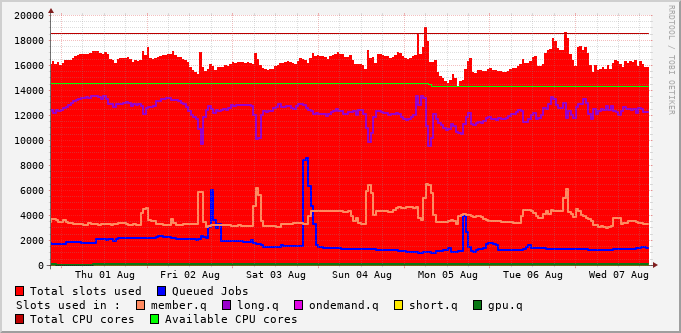 20000
18000
16000
14000
12000
10000
8000
6000
4000
2000
0
Thu 01 Aug Fri 02 Aug Sat 03 Aug Sun 04 Aug Mon 05 Aug Tue 06 Aug Wed 07 Aug
RRDTOOL / TOBI OETIKER
Total slots used Queued Jobs
Slots used in : member.q long.q ondemand.q short.q gpu.q
Total CPU cores Available CPU cores